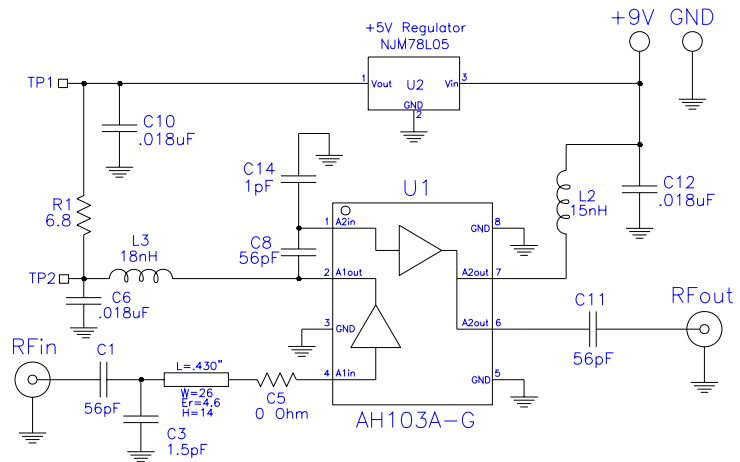 +9V GND
+5V Regulator
NJM78L05
TP1
1 Vout U2 Vin 3
GND
2
C10
.018uF
C14
1pF
U1
L2
15nH
C12
.018uF
R1
6.8
L3
18nH
C8
56pF
1 A2in
GND 8
TP2
2 A1out
A2out 7
C6
.018uF
C11
56pF
RFout
3 GND
A2out 6
RFin
C1
56pF
L=.430"
W=26
Er=4.6
H=14
C5
0 Ohm
4 A1in
GND 5
C3
1.5pF
AH103A-G